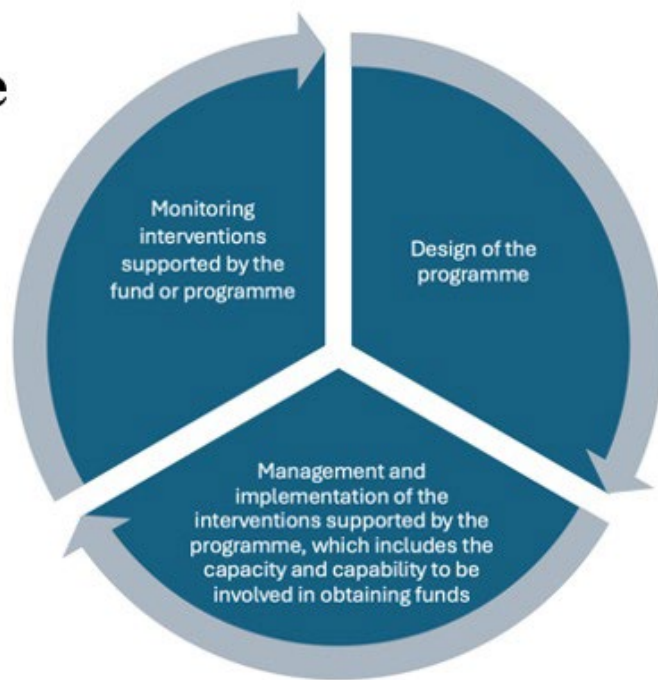 e
Monitoring
interventions
supported by the
fund or programme
Design of the
programme
Management and
implementation of the
interventions supported by the
programme, which includes the
capacity and capability to be
involved in obtaining funds